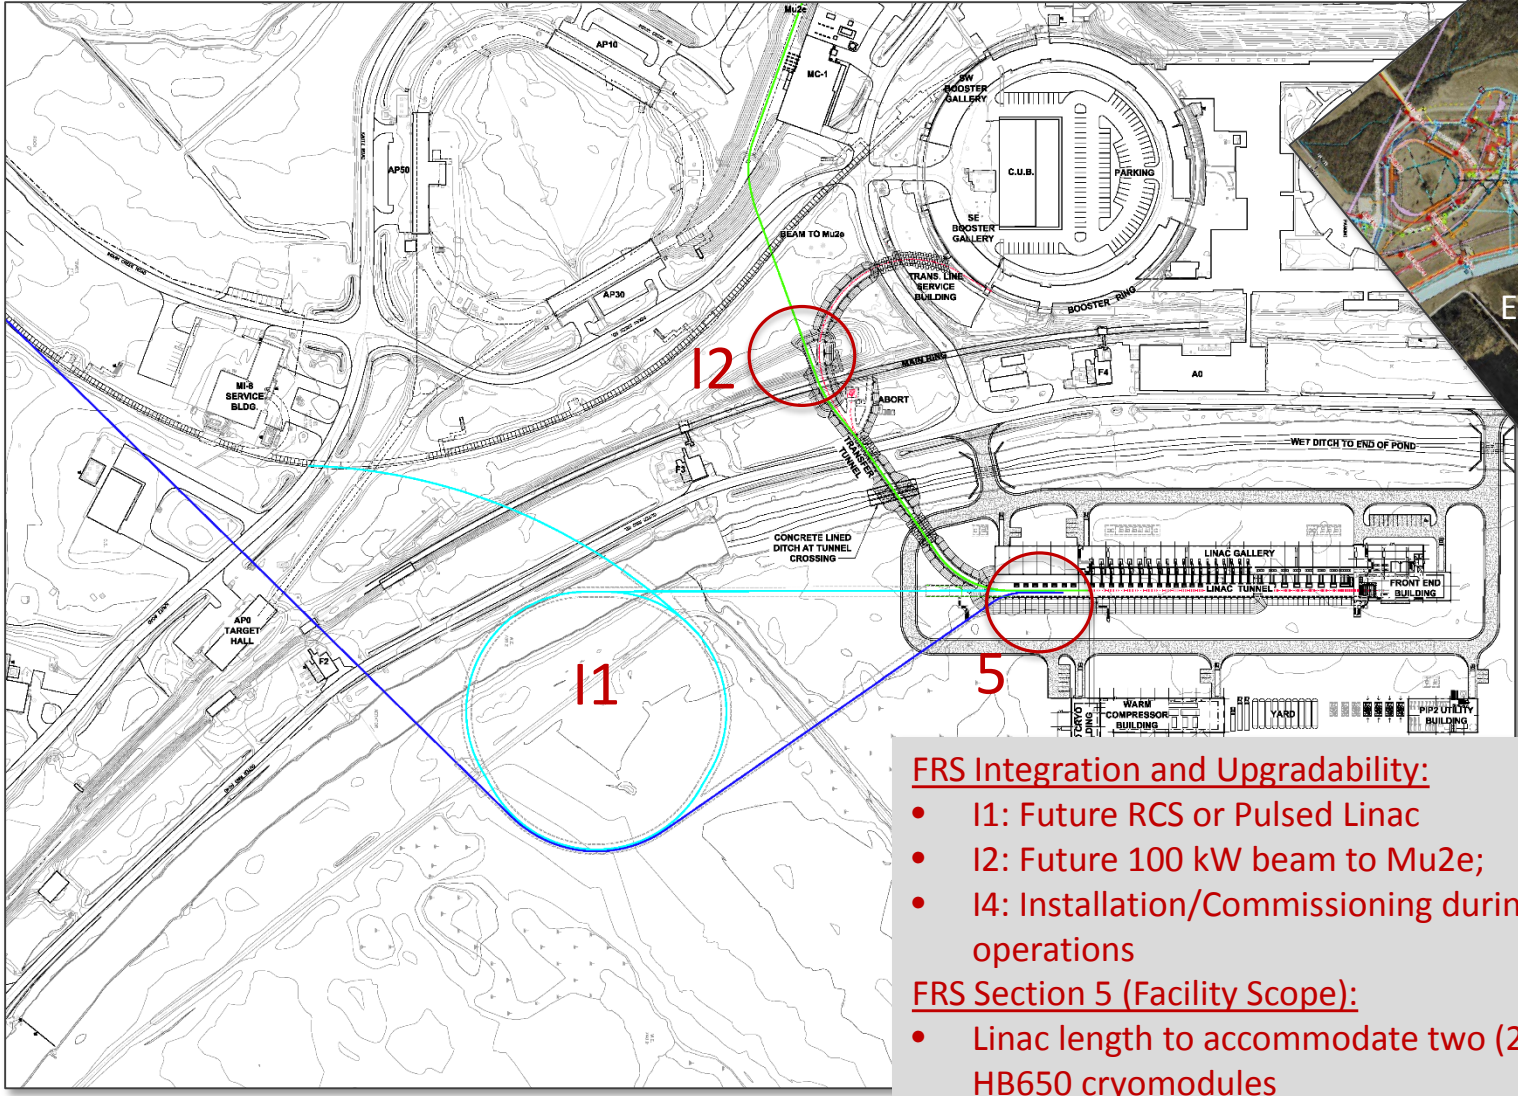 Mu2e
AP10
MC-1
SW
BOOSTER
GALLERY
AP50
C.U.B.
PARKING
SE
BOOSTER
GALLERY
BEAM TO Mu2e
TRANS. LINE
SERVICE
BUILDING
AP30
BOOSTER RING
I2
MAIN RING
F4
A0
MI-8
SERVICE
BLDG.
ABORT
TRANSFER
TUNNEL
WET DITCH TO END OF POND
F3
CONCRETE LINED
DITCH AT TUNNEL
CROSSING
LINAC GALLERY
LINAC TUNNEL
FRONT END
BUILDING
AP0
TARGET
HALL
F2
I1
5
WARM
COMPRESSOR
BUILDING
YARD
PIP2 UTILITY
BUILDING
E
FRS Integration and Upgradability:
• I1: Future RCS or Pulsed Linac
• I2: Future 100 kW beam to Mu2e;
• I4: Installation/Commissioning durin
operations
FRS Section 5 (Facility Scope):
• Linac length to accommodate two (2
HB650 cryomodules